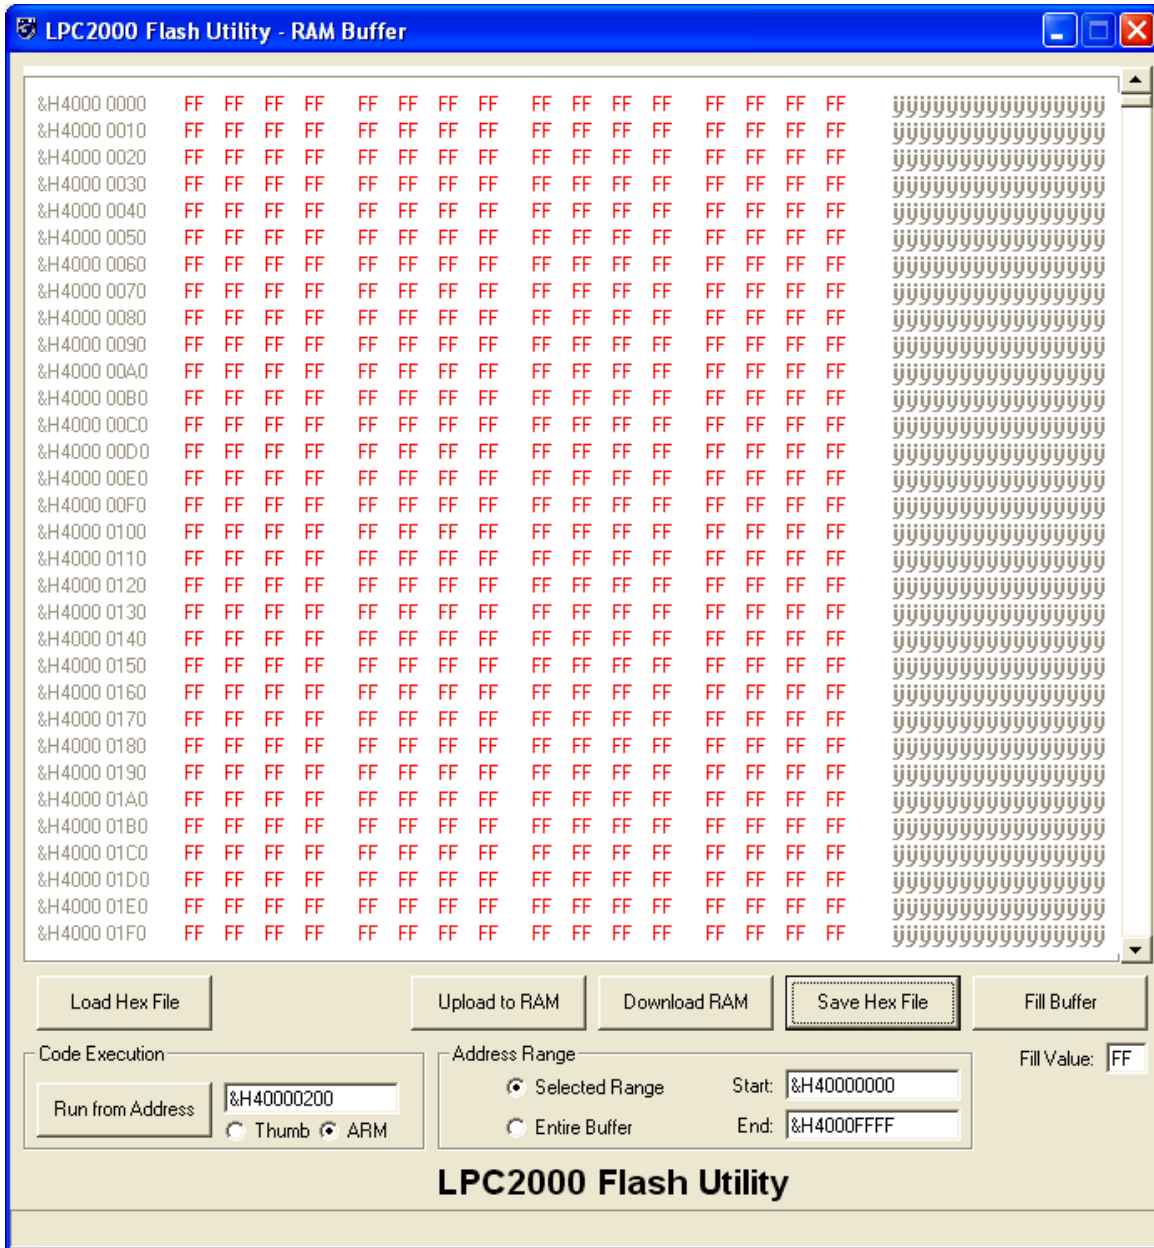 LPC2000 Flash Utility - RAM Buffer
&H4000 0000 FF FF FF FF FF FF FF FF FF FF FF FF FF FF FF FF ÿÿÿÿÿÿÿÿÿÿÿÿÿÿÿÿ
&H4000 0010 FF FF FF FF FF FF FF FF FF FF FF FF FF FF FF FF ÿÿÿÿÿÿÿÿÿÿÿÿÿÿÿÿ
&H4000 0020 FF FF FF FF FF FF FF FF FF FF FF FF FF FF FF FF ÿÿÿÿÿÿÿÿÿÿÿÿÿÿÿÿ
&H4000 0030 FF FF FF FF FF FF FF FF FF FF FF FF FF FF FF FF ÿÿÿÿÿÿÿÿÿÿÿÿÿÿÿÿ
&H4000 0040 FF FF FF FF FF FF FF FF FF FF FF FF FF FF FF FF ÿÿÿÿÿÿÿÿÿÿÿÿÿÿÿÿ
&H4000 0050 FF FF FF FF FF FF FF FF FF FF FF FF FF FF FF FF ÿÿÿÿÿÿÿÿÿÿÿÿÿÿÿÿ
&H4000 0060 FF FF FF FF FF FF FF FF FF FF FF FF FF FF FF FF ÿÿÿÿÿÿÿÿÿÿÿÿÿÿÿÿ
&H4000 0070 FF FF FF FF FF FF FF FF FF FF FF FF FF FF FF FF ÿÿÿÿÿÿÿÿÿÿÿÿÿÿÿÿ
&H4000 0080 FF FF FF FF FF FF FF FF FF FF FF FF FF FF FF FF ÿÿÿÿÿÿÿÿÿÿÿÿÿÿÿÿ
&H4000 0090 FF FF FF FF FF FF FF FF FF FF FF FF FF FF FF FF ÿÿÿÿÿÿÿÿÿÿÿÿÿÿÿÿ
&H4000 00A0 FF FF FF FF FF FF FF FF FF FF FF FF FF FF FF FF ÿÿÿÿÿÿÿÿÿÿÿÿÿÿÿÿ
&H4000 00B0 FF FF FF FF FF FF FF FF FF FF FF FF FF FF FF FF ÿÿÿÿÿÿÿÿÿÿÿÿÿÿÿÿ
&H4000 00C0 FF FF FF FF FF FF FF FF FF FF FF FF FF FF FF FF ÿÿÿÿÿÿÿÿÿÿÿÿÿÿÿÿ
&H4000 00D0 FF FF FF FF FF FF FF FF FF FF FF FF FF FF FF FF ÿÿÿÿÿÿÿÿÿÿÿÿÿÿÿÿ
&H4000 00E0 FF FF FF FF FF FF FF FF FF FF FF FF FF FF FF FF ÿÿÿÿÿÿÿÿÿÿÿÿÿÿÿÿ
&H4000 00F0 FF FF FF FF FF FF FF FF FF FF FF FF FF FF FF FF ÿÿÿÿÿÿÿÿÿÿÿÿÿÿÿÿ
&H4000 0100 FF FF FF FF FF FF FF FF FF FF FF FF FF FF FF FF ÿÿÿÿÿÿÿÿÿÿÿÿÿÿÿÿ
&H4000 0110 FF FF FF FF FF FF FF FF FF FF FF FF FF FF FF FF ÿÿÿÿÿÿÿÿÿÿÿÿÿÿÿÿ
&H4000 0120 FF FF FF FF FF FF FF FF FF FF FF FF FF FF FF FF ÿÿÿÿÿÿÿÿÿÿÿÿÿÿÿÿ
&H4000 0130 FF FF FF FF FF FF FF FF FF FF FF FF FF FF FF FF ÿÿÿÿÿÿÿÿÿÿÿÿÿÿÿÿ
&H4000 0140 FF FF FF FF FF FF FF FF FF FF FF FF FF FF FF FF ÿÿÿÿÿÿÿÿÿÿÿÿÿÿÿÿ
&H4000 0150 FF FF FF FF FF FF FF FF FF FF FF FF FF FF FF FF ÿÿÿÿÿÿÿÿÿÿÿÿÿÿÿÿ
&H4000 0160 FF FF FF FF FF FF FF FF FF FF FF FF FF FF FF FF ÿÿÿÿÿÿÿÿÿÿÿÿÿÿÿÿ
&H4000 0170 FF FF FF FF FF FF FF FF FF FF FF FF FF FF FF FF ÿÿÿÿÿÿÿÿÿÿÿÿÿÿÿÿ
&H4000 0180 FF FF FF FF FF FF FF FF FF FF FF FF FF FF FF FF ÿÿÿÿÿÿÿÿÿÿÿÿÿÿÿÿ
&H4000 0190 FF FF FF FF FF FF FF FF FF FF FF FF FF FF FF FF ÿÿÿÿÿÿÿÿÿÿÿÿÿÿÿÿ
&H4000 01A0 FF FF FF FF FF FF FF FF FF FF FF FF FF FF FF FF ÿÿÿÿÿÿÿÿÿÿÿÿÿÿÿÿ
&H4000 01B0 FF FF FF FF FF FF FF FF FF FF FF FF FF FF FF FF ÿÿÿÿÿÿÿÿÿÿÿÿÿÿÿÿ
&H4000 01C0 FF FF FF FF FF FF FF FF FF FF FF FF FF FF FF FF ÿÿÿÿÿÿÿÿÿÿÿÿÿÿÿÿ
&H4000 01D0 FF FF FF FF FF FF FF FF FF FF FF FF FF FF FF FF ÿÿÿÿÿÿÿÿÿÿÿÿÿÿÿÿ
&H4000 01E0 FF FF FF FF FF FF FF FF FF FF FF FF FF FF FF FF ÿÿÿÿÿÿÿÿÿÿÿÿÿÿÿÿ
&H4000 01F0 FF FF FF FF FF FF FF FF FF FF FF FF FF FF FF FF ÿÿÿÿÿÿÿÿÿÿÿÿÿÿÿÿ
Load Hex File Upload to RAM Download RAM Save Hex File Fill Buffer
Code Execution Address Range Fill Value: FF
Run from Address &H40000200 Selected Range Start: &H40000000
Thumb ARM Entire Buffer End: &H4000FFFF
LPC2000 Flash Utility